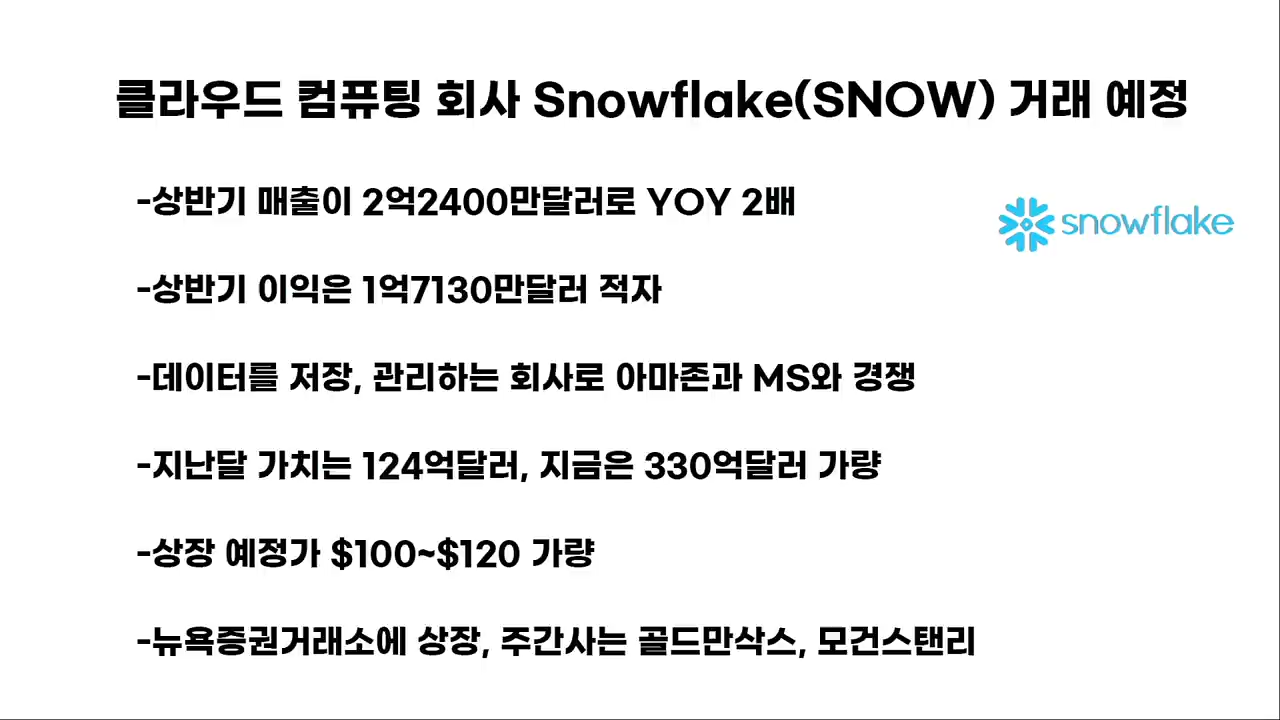 클라우드 컴퓨팅 회사 Snowflake(SNOW) 거래 예정
-상반기 매출이 2억2400만달러로 YOY 2배
snowflake
-상반기 이익은 1억7130만달러 적자
-데이터를 저장, 관리하는 회사로 아마존과 MS와 경쟁
-지난달 가치는 124억달러, 지금은 330억달러 가량
-상장 예정가 $100~$120 가량
-뉴욕증권거래소에 상장, 주간사는 골드만삭스, 모건스탠리